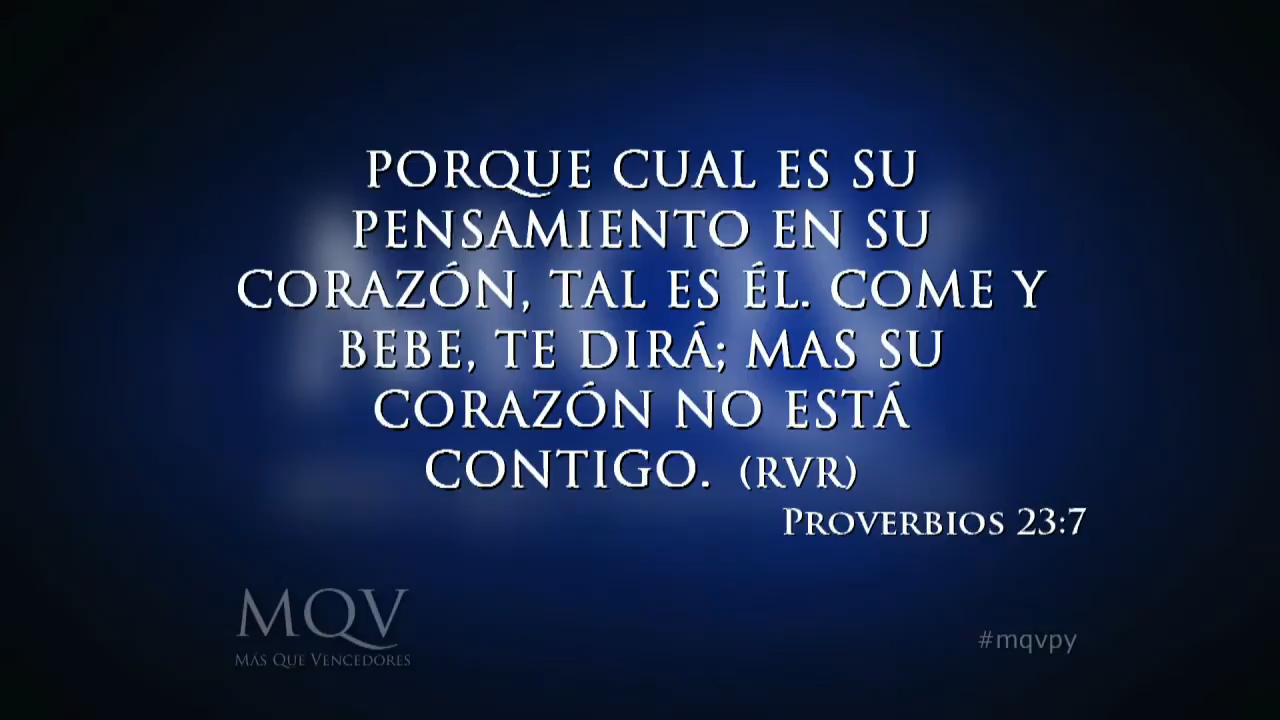 PORQUE CUAL ES SU
PENSAMIENTO EN SU
CORAZÓN, TAL ES ÉL. COME Y
BEBE, TE DIRÁ; MAS SU
CORAZÓN NO ESTÁ
CONTIGO. (RVR)
PROVERBIOS 23:7
MQV
MÁS QUE VENCEDORES
#mqvpy